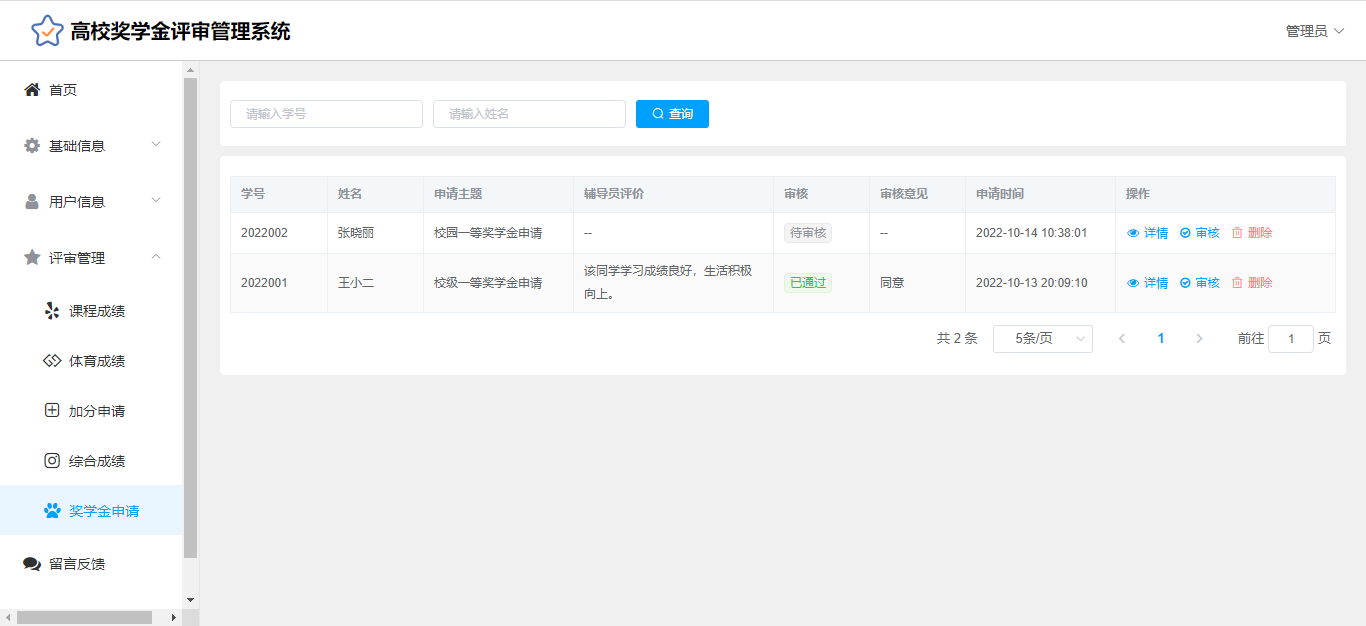 高校奖学金评审管理系统
管理员
首页
基础信息
用户信息
评审管理
课程成绩
体育成绩
加分申请
综合成绩
奖学金申请
留言反馈
请输入学号 请输入姓名 查询
学号 姓名 申请主题 辅导员评价 审核 审核意见 申请时间 操作
2022002 张晓丽 校园一等奖学金申请 -- 待审核 -- 2022-10-14 10:38:01 详情 审核 删除
2022001 王小二 校级一等奖学金申请 该同学学习成绩良好，生活积极
向上。 已通过 同意 2022-10-13 20:09:10 详情 审核 删除
共 2 条 5条/页 1 前往 1 页